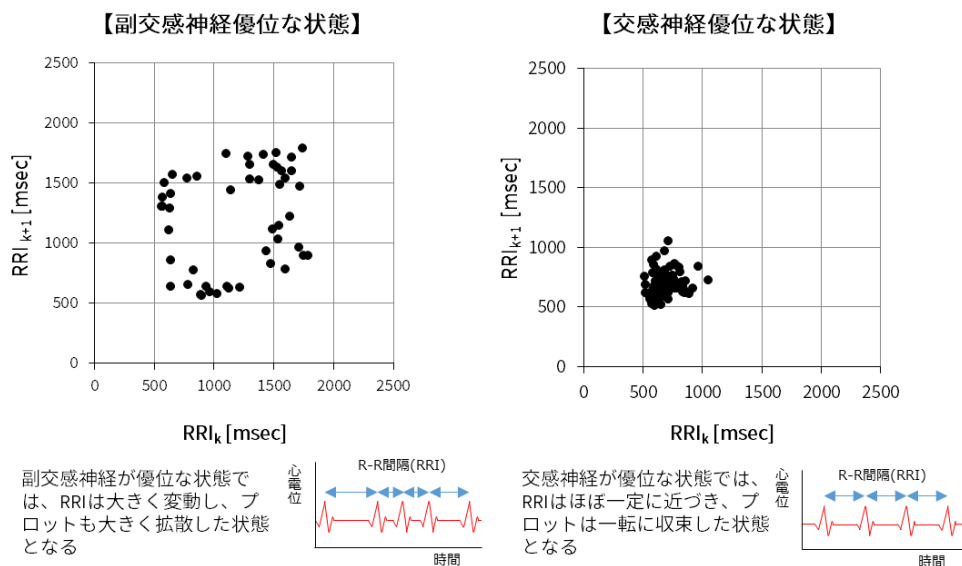 【副交感神経優位な状態】
2500
2000
1500
1000
500
0
0 500 1000 1500 2000 2500
RRI k+1 [msec]
RRIk [msec]
副交感神経が優位な状態で
は、RRIは大きく変動し、プ
ロットも大きく拡散した状態
となる
心電位
R-R間隔(RRI)
時間
【交感神経優位な状態】
2500
2000
1500
1000
500
0
0 500 1000 1500 2000 2500
RRI k+1 [msec]
RRIk [msec]
交感神経が優位な状態では、
RRIはほぼ一定に近づき、プ
ロットは一転に収束した状態
となる
心電位
R-R間隔(RRI)
時間